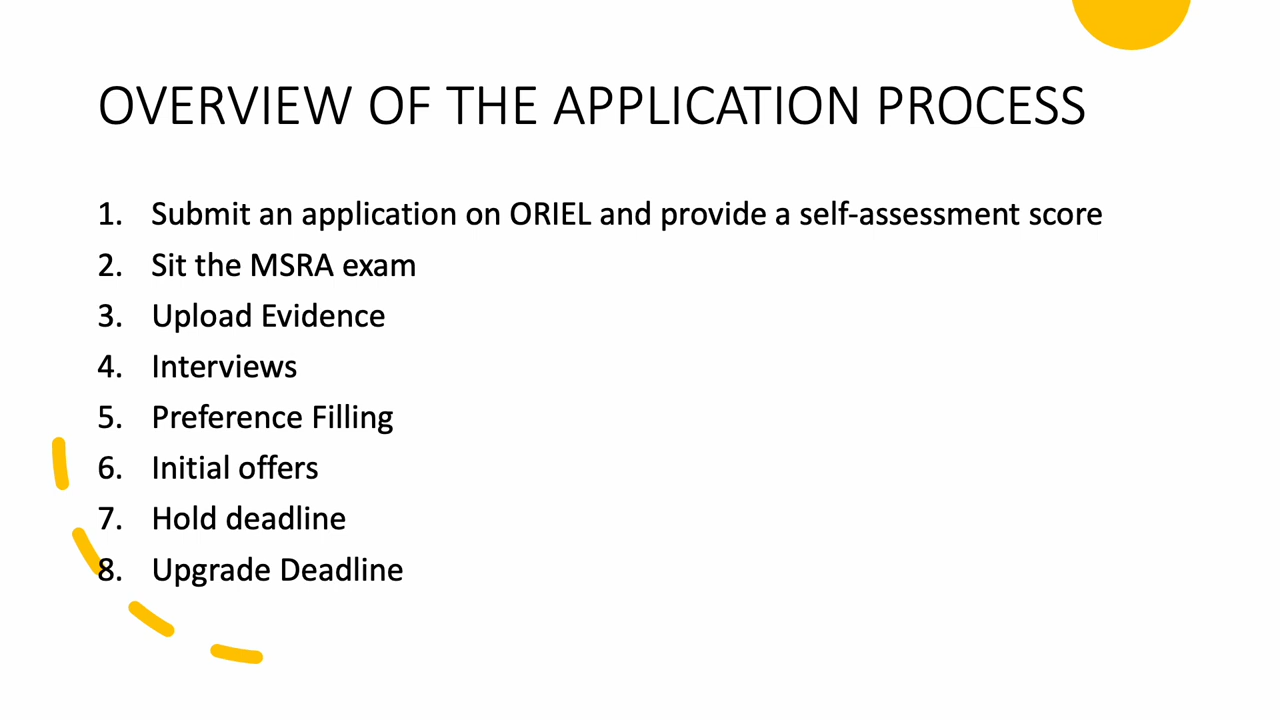 OVERVIEW OF THE APPLICATION PROCESS
1. Submit an application on ORIEL and provide a self-assessment score
2. Sit the MSRA exam
3. Upload Evidence
4. Interviews
5. Preference Filling
6. Initial offers
7. Hold deadline
8. Upgrade Deadline